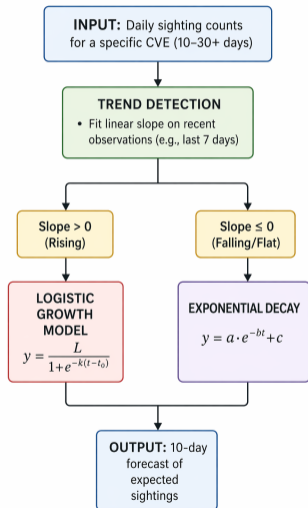 INPUT: Daily sighting counts
for a specific CVE (10–30+ days)
TREND DETECTION
• Fit linear slope on recent
observations (e.g., last 7 days)
Slope > 0
(Rising)
Slope ≤ 0
(Falling/Flat)
LOGISTIC
GROWTH
MODEL
y = L / (1+e^{-k(t-t₀)})
EXPONENTIAL DECAY
y = a·e^{-bt}+c
OUTPUT: 10-day
forecast of
expected
sightings